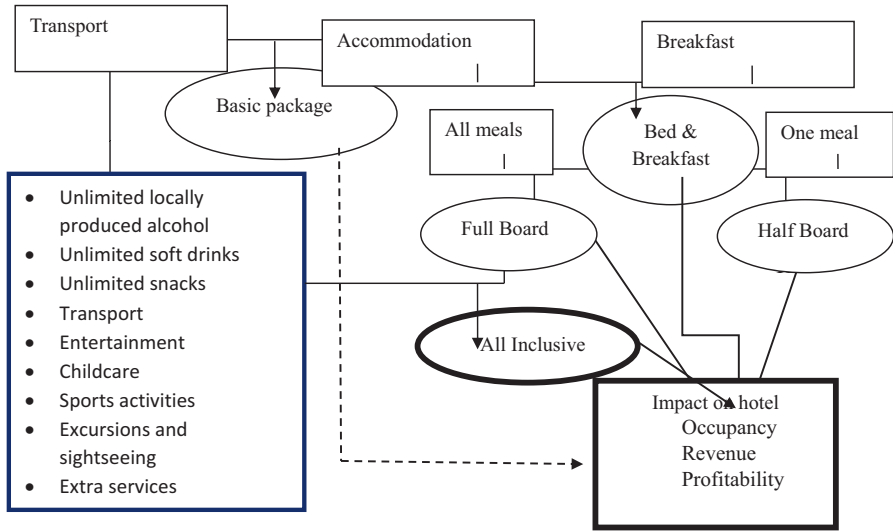 Transport
Accommodation
Breakfast
Basic package
All meals
Bed &
Breakfast
One meal
• Unlimited locally
produced alcohol
• Unlimited soft drinks
• Unlimited snacks
• Transport
• Entertainment
• Childcare
• Sports activities
• Excursions and
sightseeing
• Extra services
Full Board
Half Board
All Inclusive
Impact on hotel
Occupancy
Revenue
Profitability